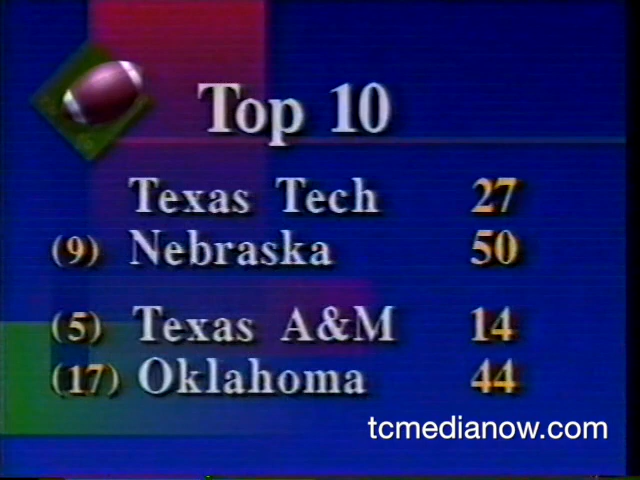 Top 10
Texas Tech 27
(9) Nebraska 50
(5) Texas A&M 14
(17) Oklahoma 44
tcmedianow.com